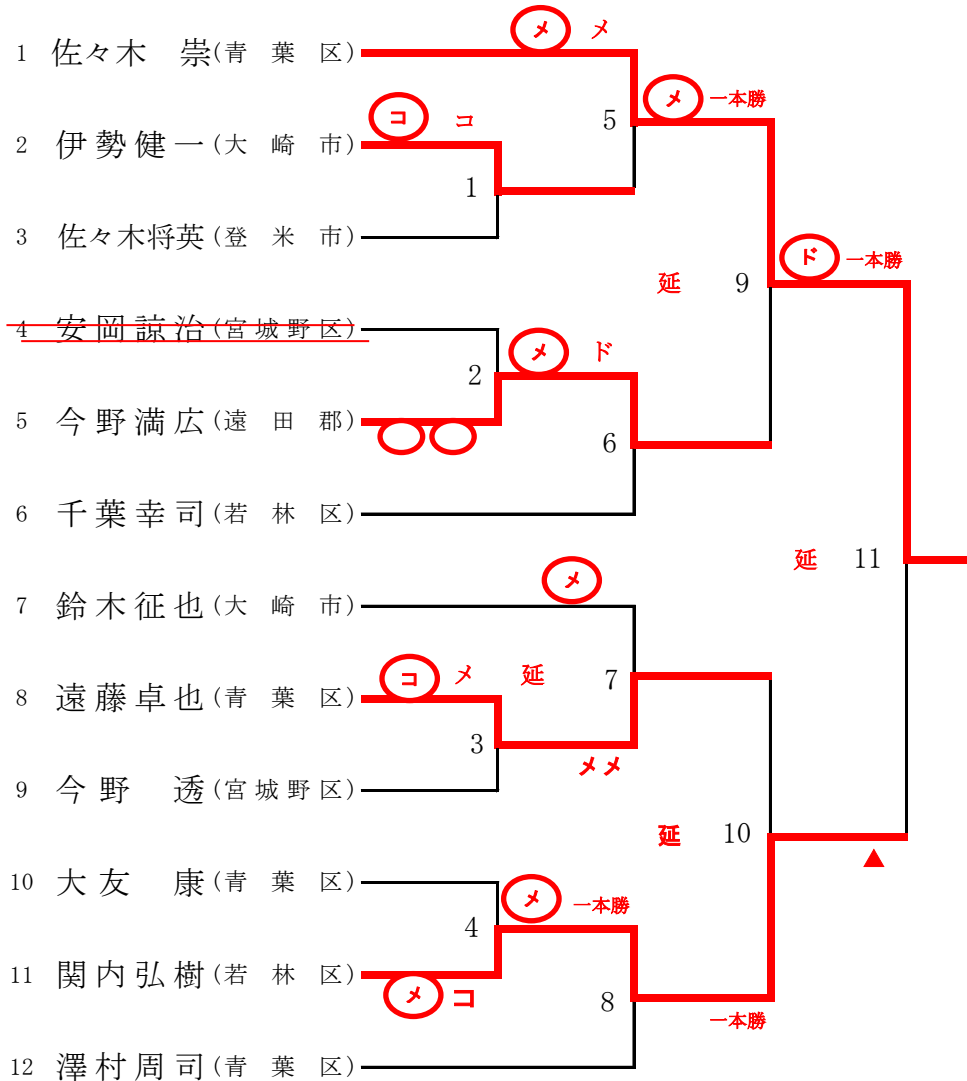 メ メ
1 佐々木 崇(青葉区)
メ 一本勝
コ コ
5
2 伊勢健一(大崎市)
1
3 佐々木将英(登米市)
ド 一本勝
延 9
4 安岡諒治(宮城野区)
メ ド
2
5 今野満広(遠田郡)
6
6 千葉幸司(若林区)
延 11
メ
7 鈴木征也(大崎市)
コ メ 延 7
8 遠藤卓也(青葉区)
3
メメ
9 今野 透(宮城野区)
延 10
▲
10 大友 康(青葉区)
メ 一本勝
4
11 関内弘樹(若林区)
メ コ
8
一本勝
12 澤村周司(青葉区)